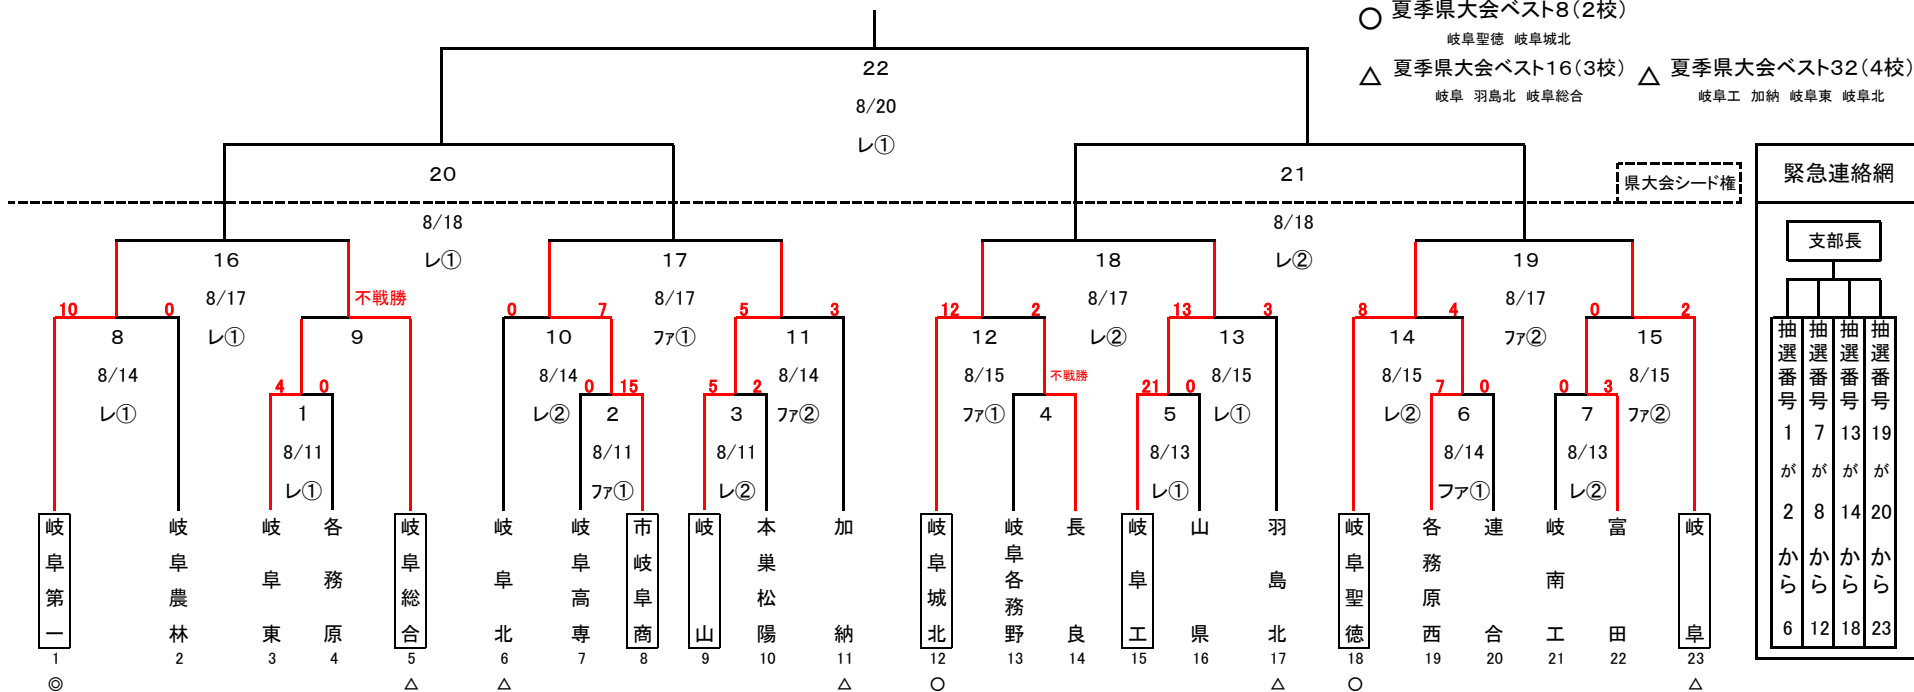 ○ 夏季県大会ベスト8(2校)
岐阜聖徳 岐阜城北
△ 夏季県大会ベスト16(3校) △ 夏季県大会ベスト32(4校)
岐阜 羽島北 岐阜総合 岐阜工 加納 岐阜東 岐阜北
22
8/20
レ①
20
8/18
レ①
21
8/18
レ②
県大会シード権
16
8/17
レ①
17
8/17
ファ①
18
8/17
レ②
19
8/17
ファ②
10 0
8
8/14
レ①
不戦勝
9
0 7
10
8/14
レ②
5 3
11
8/14
ファ②
12 2
12
8/15
ファ①
13 3
13
8/15
レ①
8 4
14
8/15
レ②
0 2
15
8/15
ファ②
4 0
1
8/11
レ①
0 15
2
8/11
ファ①
5 2
3
8/11
レ②
不戦勝
4
21 0
5
8/13
レ①
7 0
6
8/14
ファ①
0 3
7
8/13
レ②
岐阜第一
1
◎
岐阜農林
2
岐阜東
3
各務原
4
岐阜総合
5
△
岐阜北
6
△
岐阜高専
7
市岐阜商
8
岐山
9
本巣松陽
10
加納
11
△
岐阜城北
12
○
岐阜各務野
13
長良
14
岐阜工
15
山県
16
羽島北
17
△
岐阜聖徳
18
○
各務原西
19
連合
20
岐南工
21
富田
22
岐阜
23
△
緊急連絡網
支部長
抽選番号1が2から6
抽選番号7が8から12
抽選番号13が14から18
抽選番号19が20から23